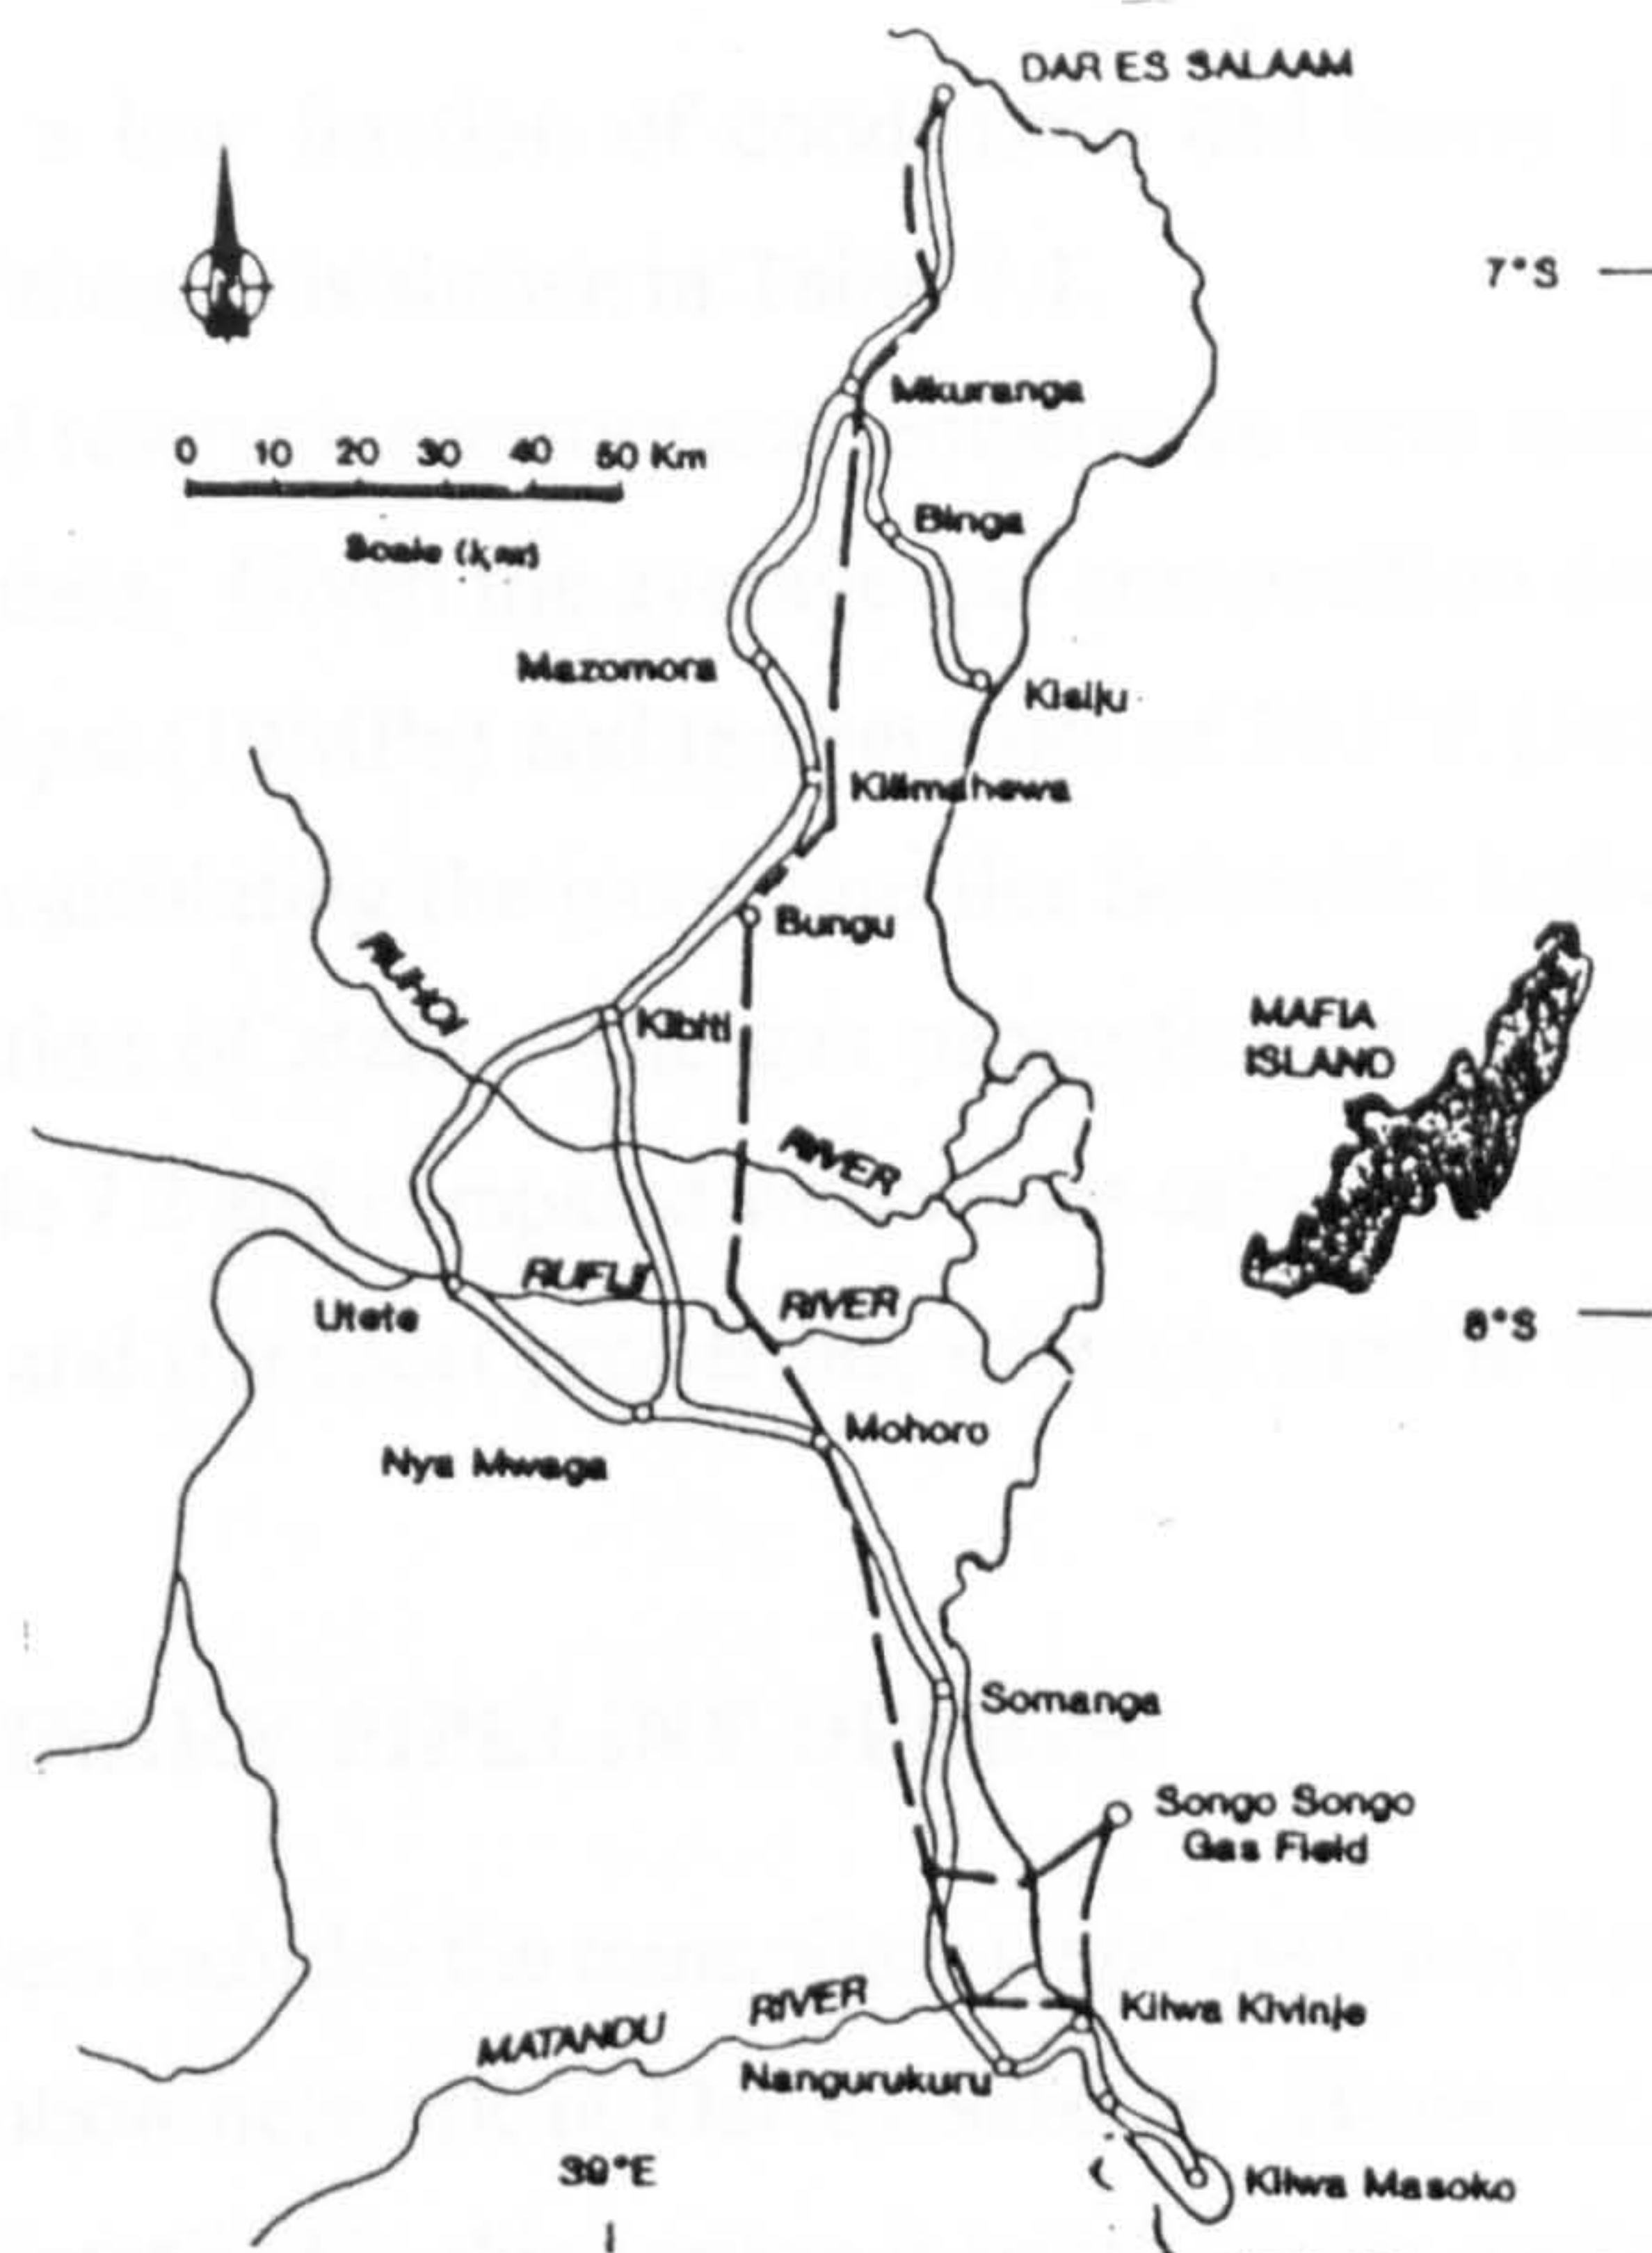 DAR ES SALAAM
7°S
Mkuranga
0 10 20 30 40 50 Km
Scale (km)
Binga
Mazomora
Kisiju
Kilimahewa
Bungu
RUHOI
Kibiti
MAFIA
ISLAND
RIVER
RUFIJI
RIVER
Utete
8°S
Mohoro
Nya Mwaga
Somanga
Songo Songo
Gas Field
RIVER
MATANDU
Kilwa Kivinje
Nangurukuru
39°E
Kilwa Masoko